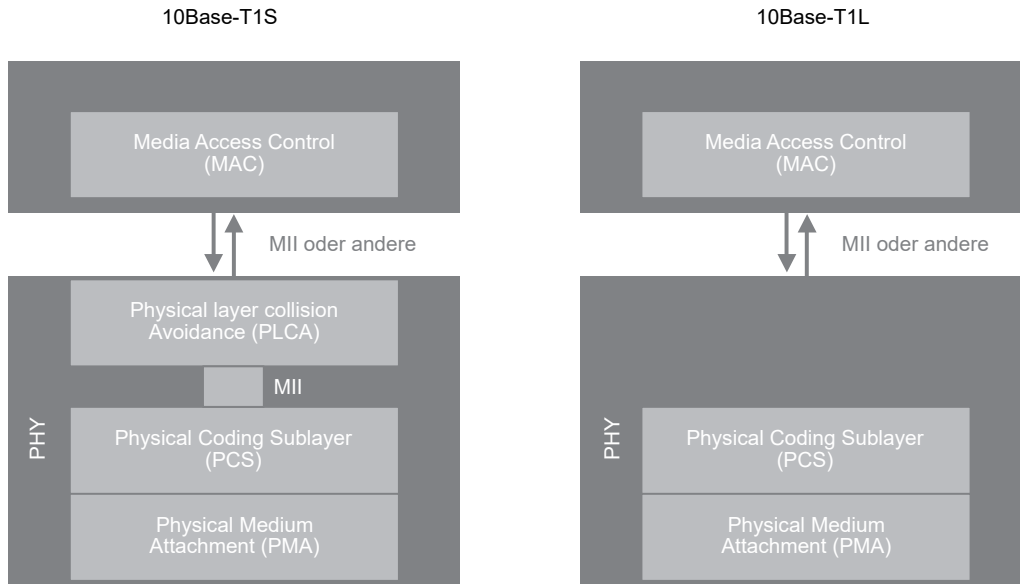 10Base-T1S
Media Access Control
(MAC)
MII oder andere
Physical layer collision
Avoidance (PLCA)
MII
PHY
Physical Coding Sublayer
(PCS)
Physical Medium
Attachment (PMA)
10Base-T1L
Media Access Control
(MAC)
MII oder andere
PHY
Physical Coding Sublayer
(PCS)
Physical Medium
Attachment (PMA)